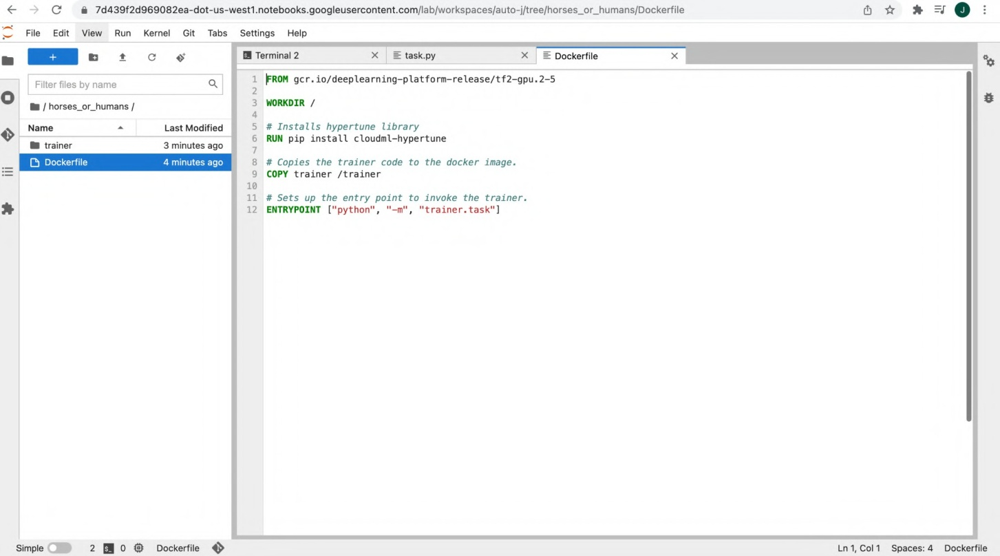 7d439f2d969082ea-dot-us-west1.notebooks.googleusercontent.com/lab/workspaces/auto-j/tree/horses_or_humans/Dockerfile
J
File Edit View Run Kernel Git Tabs Settings Help
+
Filter files by name
/ horses_or_humans /
Name Last Modified
trainer 3 minutes ago
Dockerfile 4 minutes ago
Terminal 2 task.py Dockerfile
1 FROM gcr.io/deeplearning-platform-release/tf2-gpu.2-5
2
3 WORKDIR /
4
5 # Installs hypertune library
6 RUN pip install cloudml-hypertune
7
8 # Copies the trainer code to the docker image.
9 COPY trainer /trainer
10
11 # Sets up the entry point to invoke the trainer.
12 ENTRYPOINT ["python", "-m", "trainer.task"]
Simple 2 0 Dockerfile Ln 1, Col 1 Spaces: 4 Dockerfile